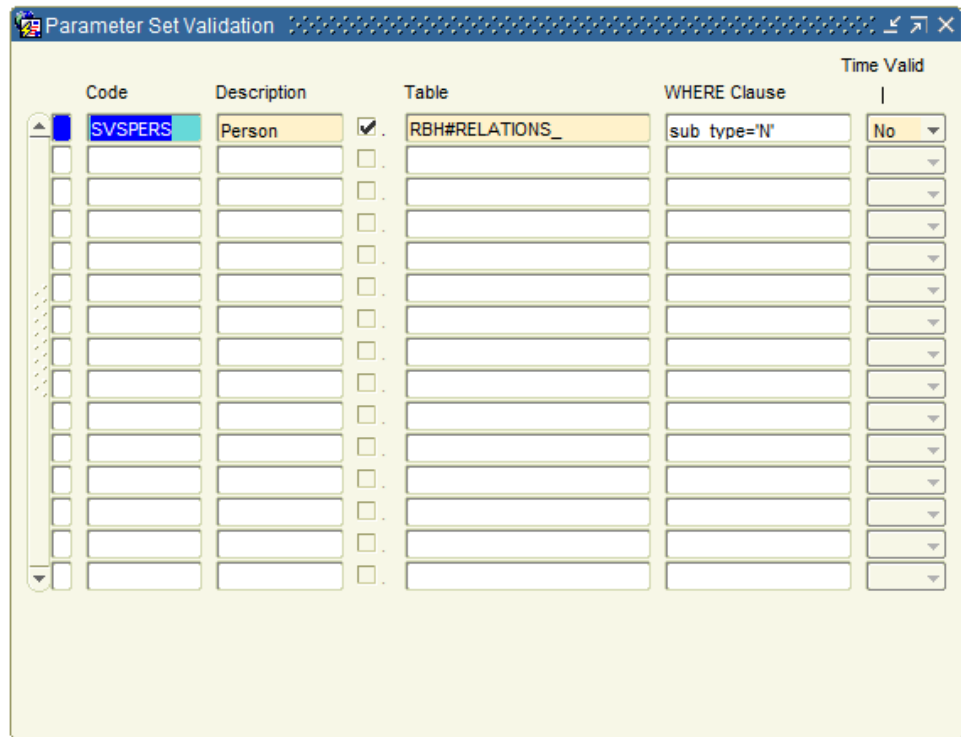 Parameter Set Validation
Time Valid
Code Description Table WHERE Clause |
SVSPERS Person . RBH#RELATIONS_ sub_type='N' No